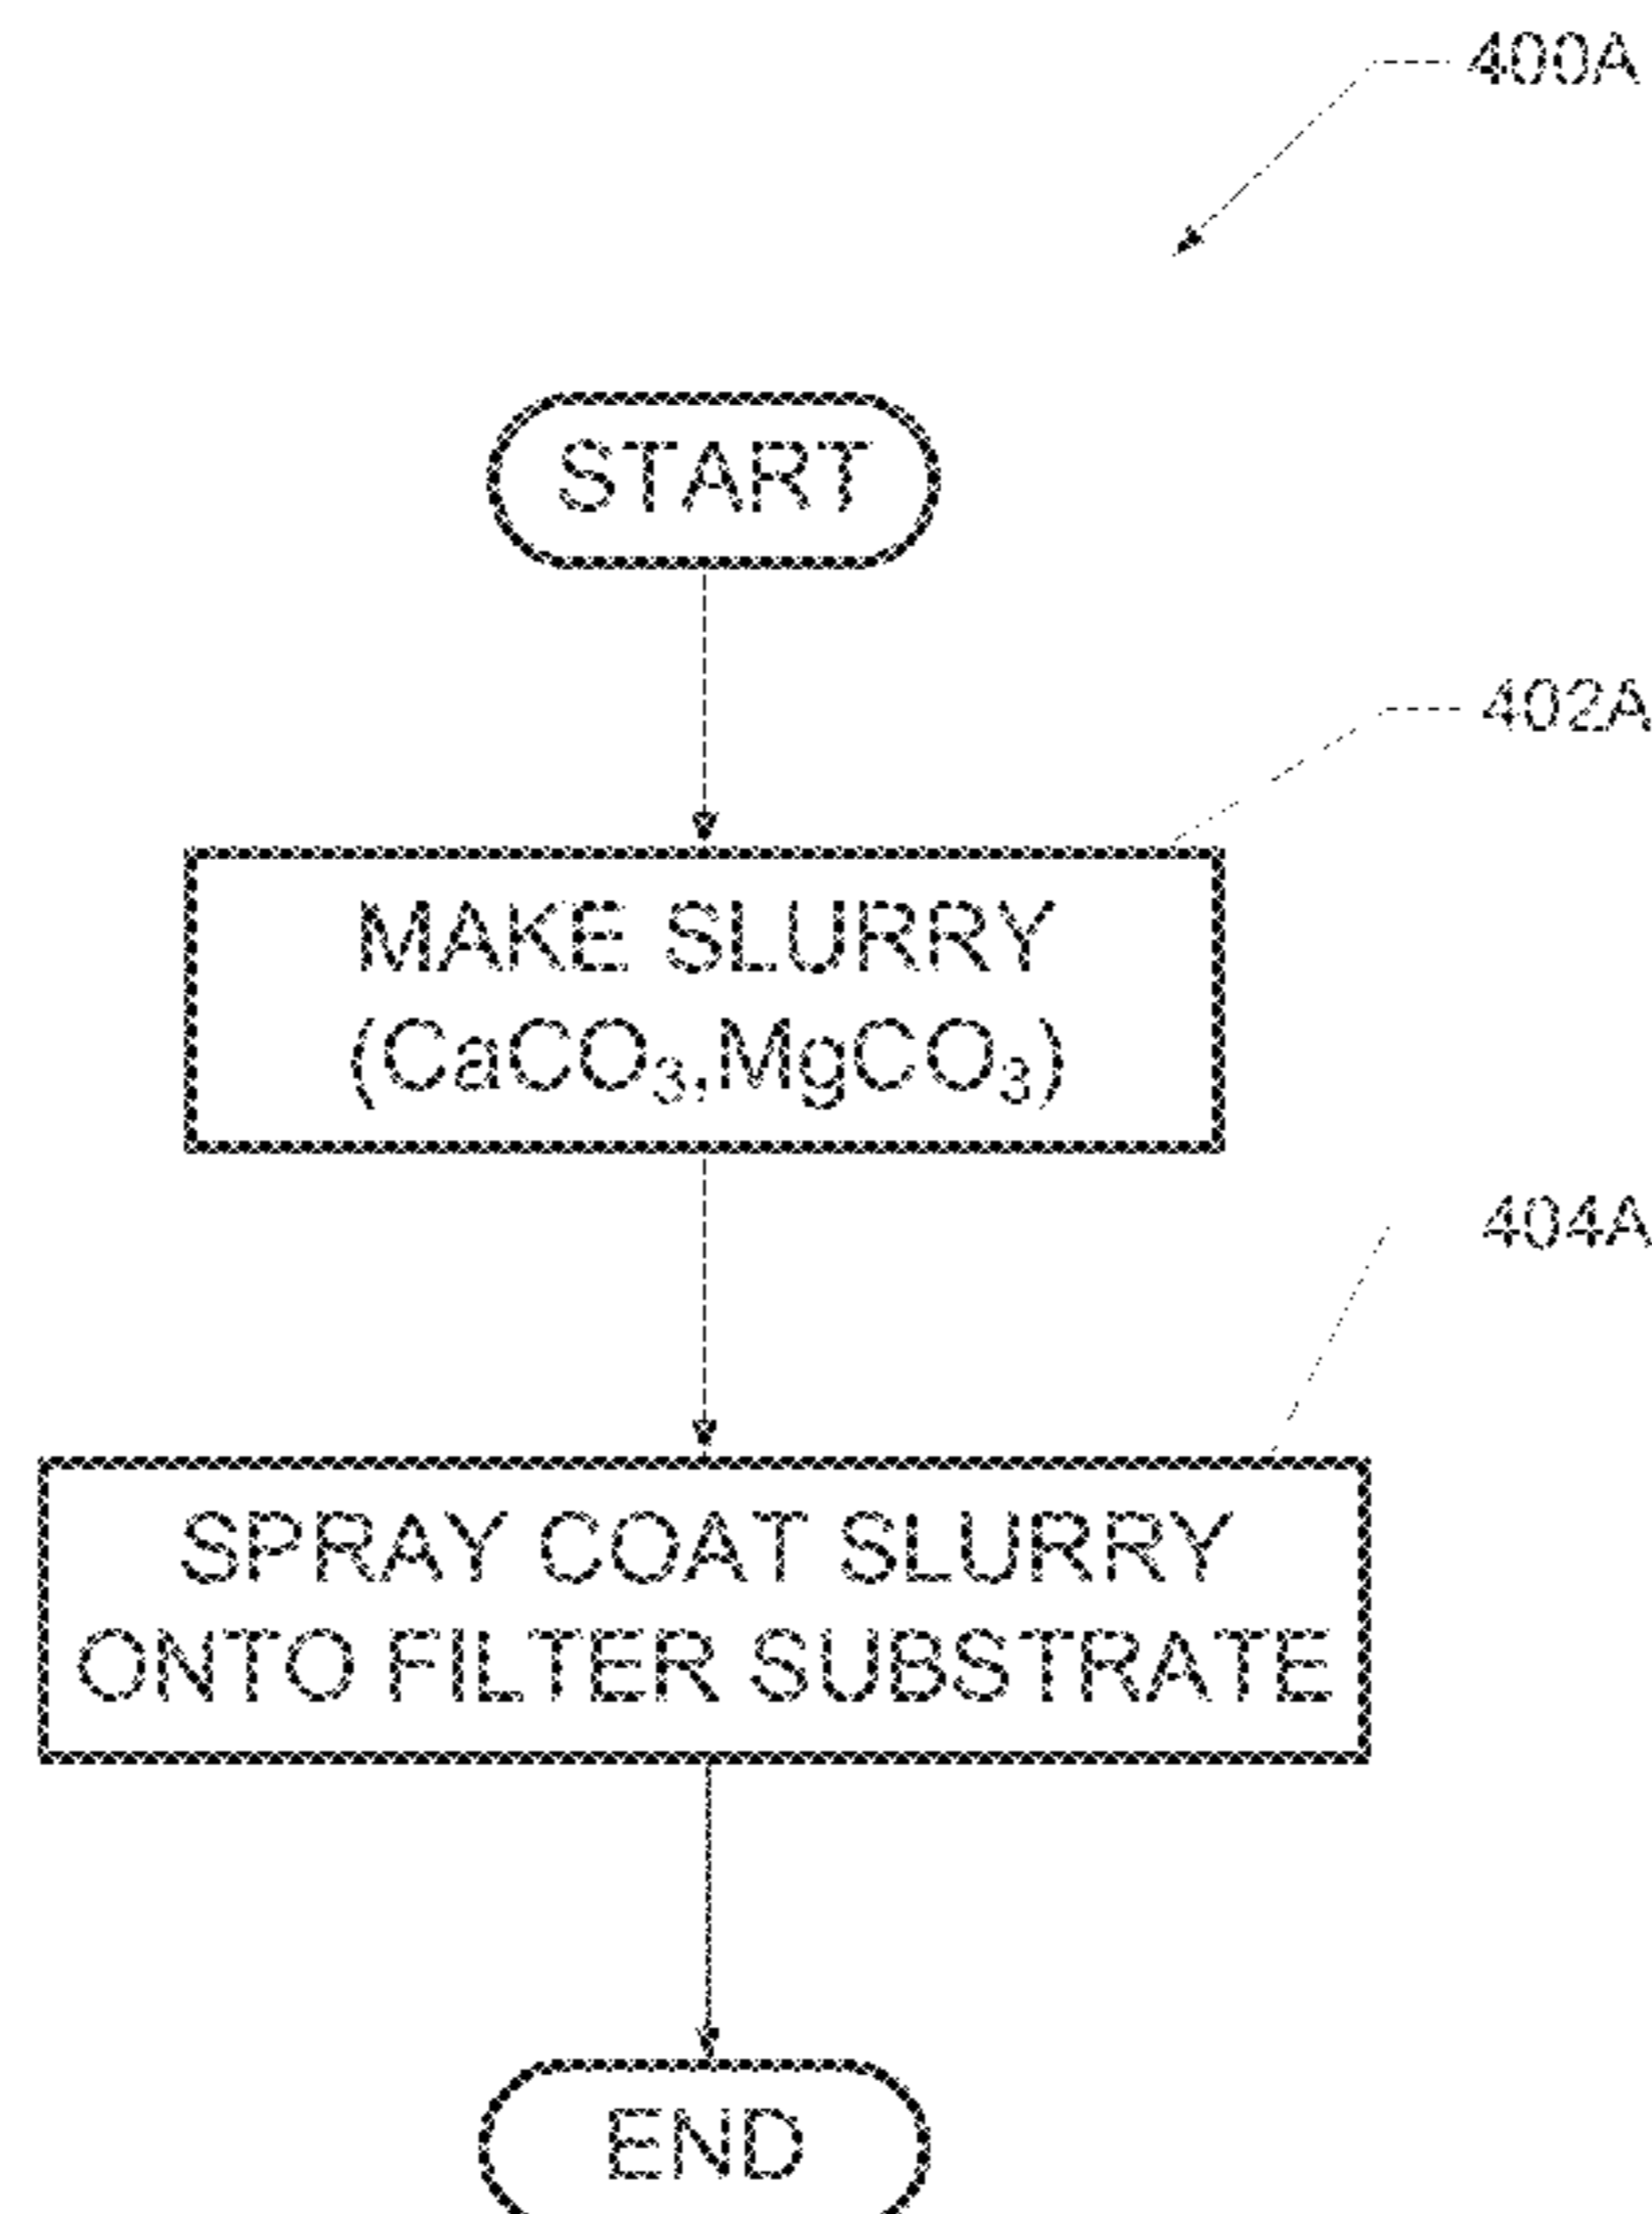 400A
START
402A
MAKE SLURRY
(CaCO₃,MgCO₃)
404A
SPRAY COAT SLURRY
ONTO FILTER SUBSTRATE
END